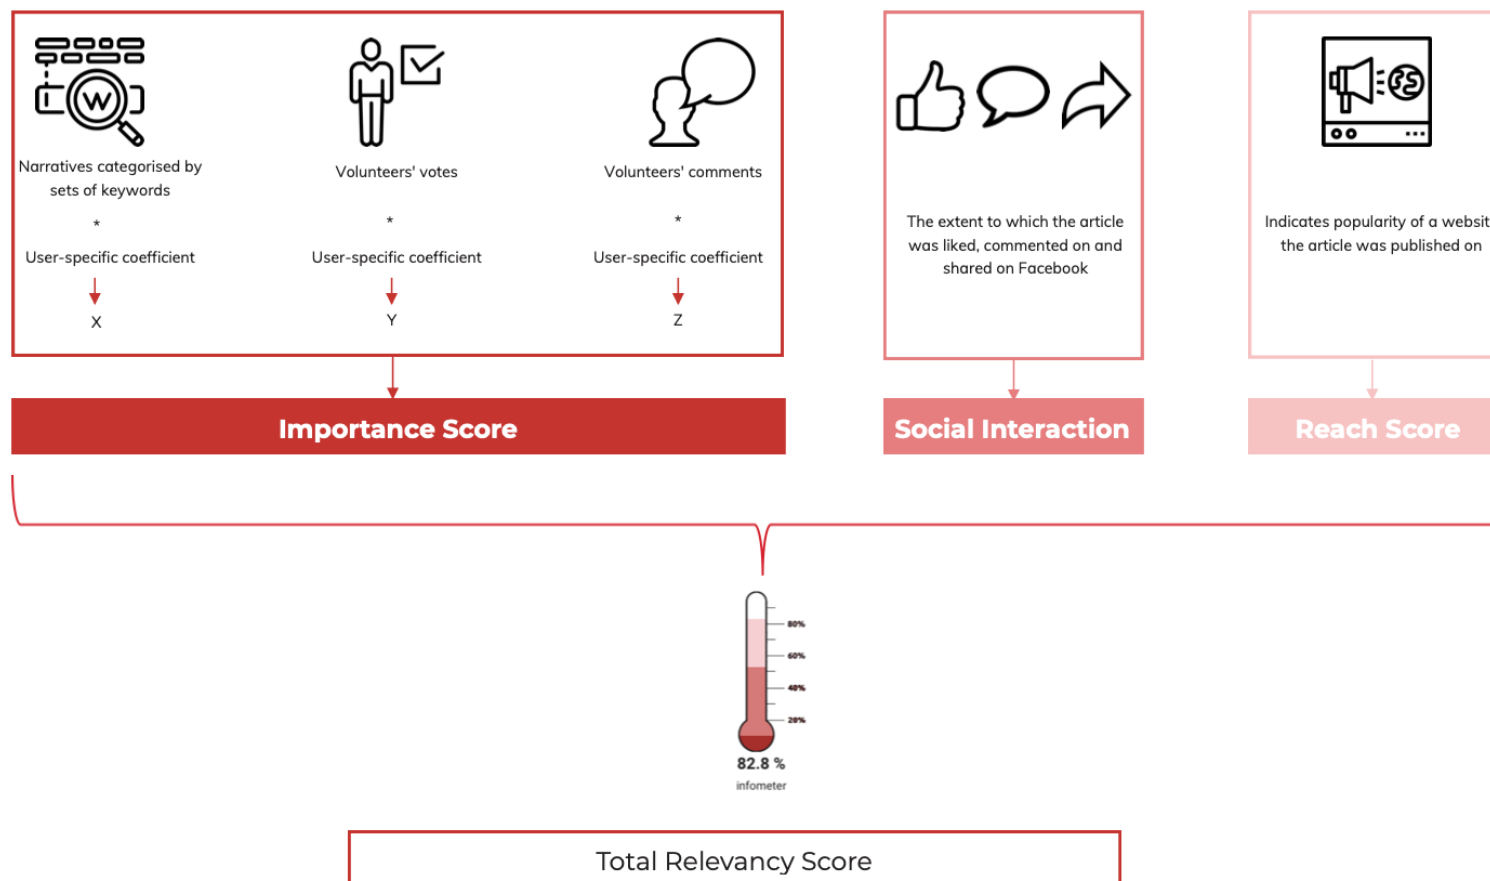 W
Narratives categorised by
sets of keywords
*
User-specific coefficient
X
Volunteers' votes
*
User-specific coefficient
Y
Volunteers' comments
*
User-specific coefficient
Z
The extent to which the article
was liked, commented on and
shared on Facebook
Indicates popularity of a websit
the article was published on
Importance Score
Social Interaction
Reach Score
80%
60%
40%
20%
82.8 %
infometer
Total Relevancy Score